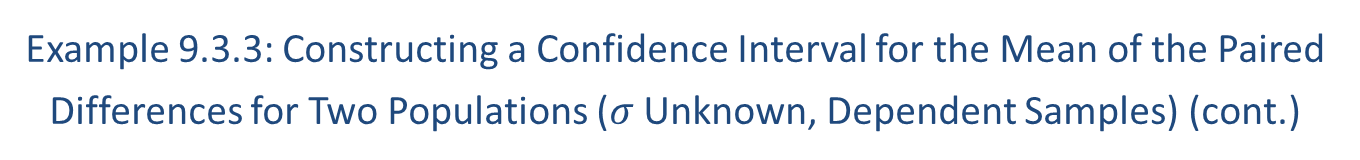 Example 9.3.3: Constructing a Confidence Interval for the Mean of the Paired
Differences for Two Populations (σ Unknown, Dependent Samples) (cont.)